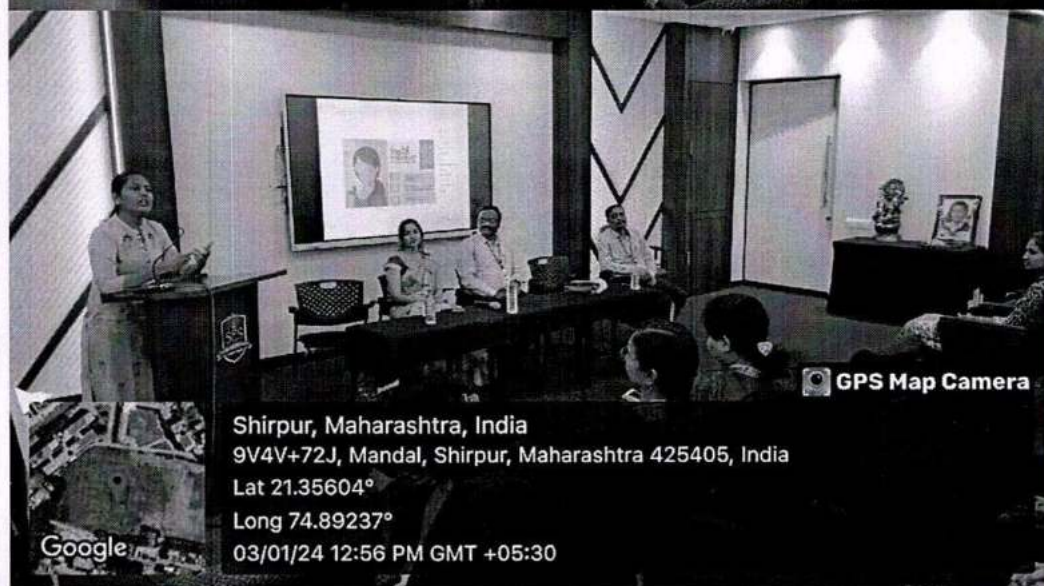 GPS Map Camera
Shirpur, Maharashtra, India
9V4V+72J, Mandal, Shirpur, Maharashtra 425405, India
Lat 21.35604°
Long 74.89237°
03/01/24 12:56 PM GMT +05:30
Google